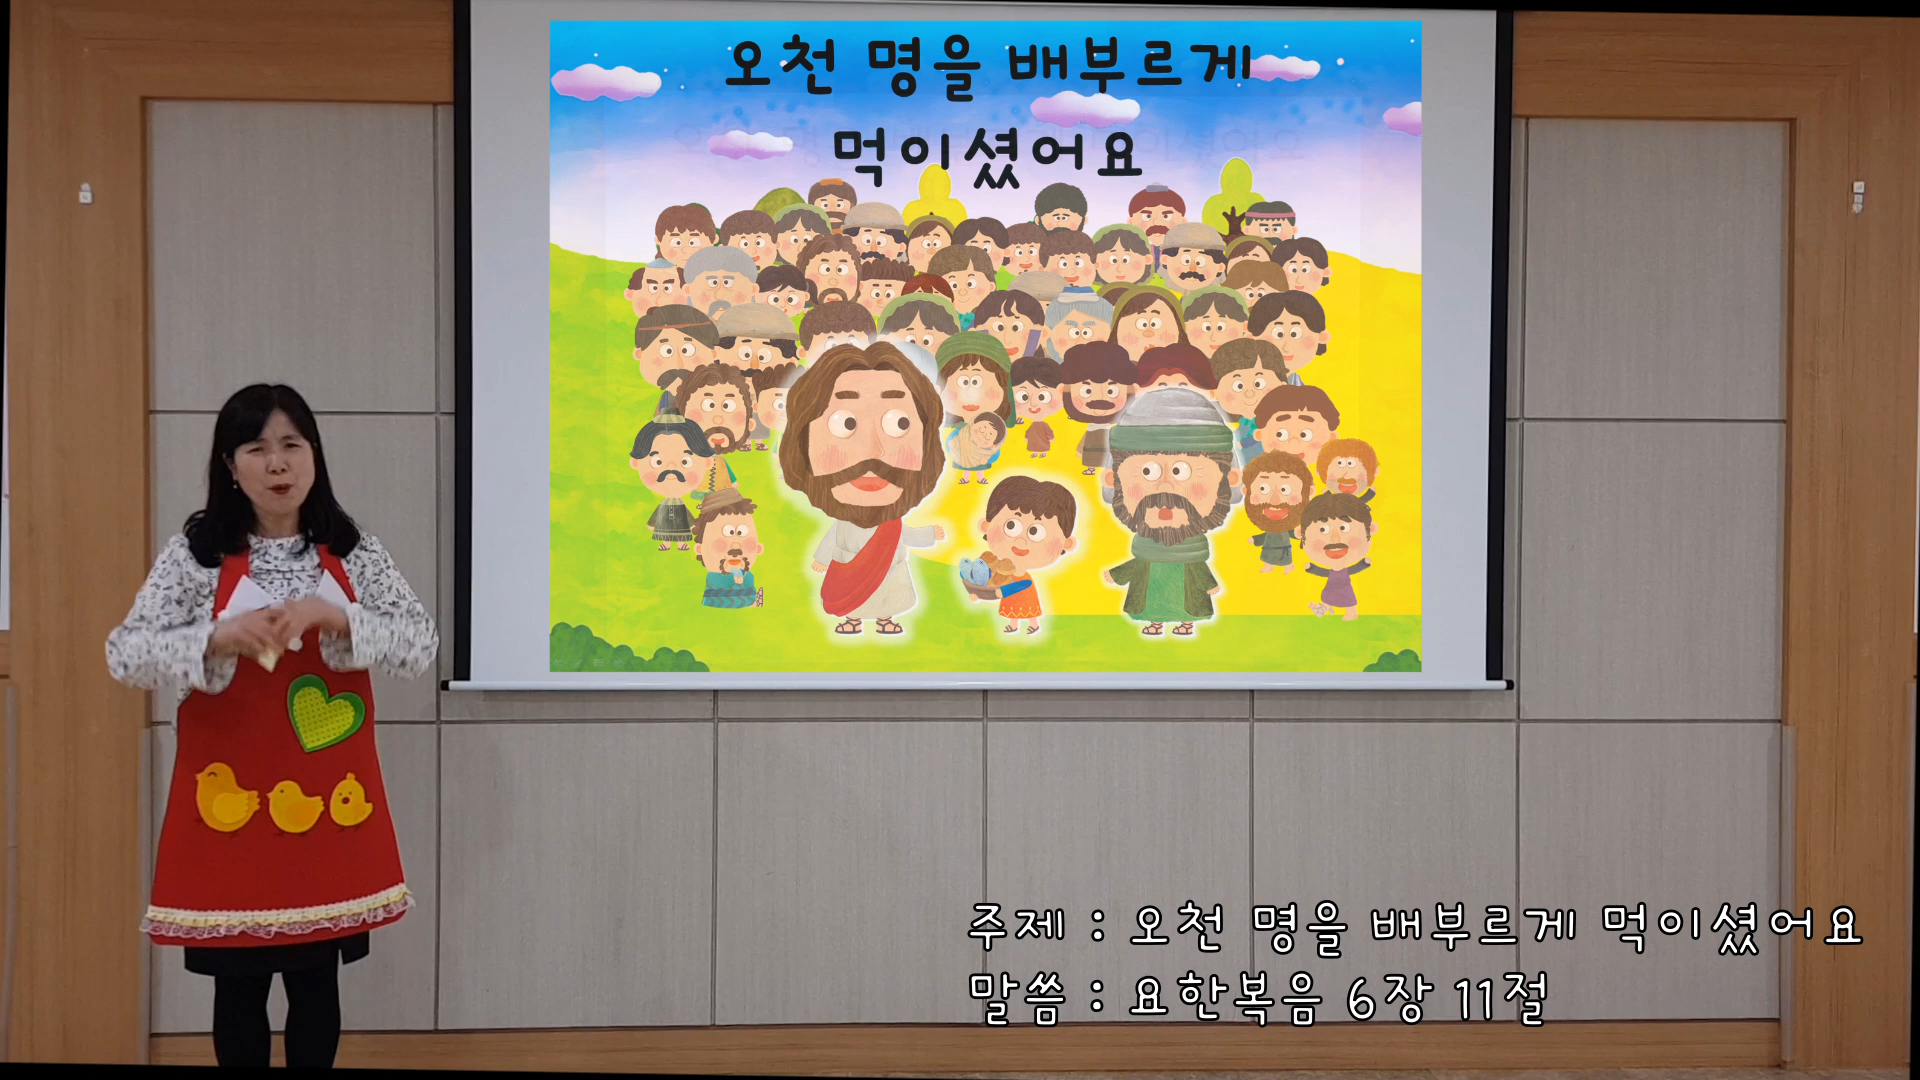 오천 명을 배부르게
먹이셨어요
주제 : 오천 명을 배부르게 먹이셨어요
말씀 : 요한복음 6장 11절